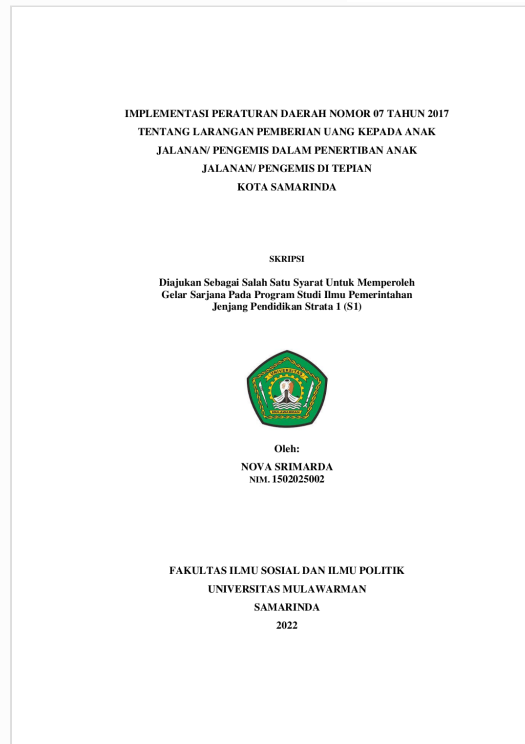 IMPLEMENTASI PERATURAN DAERAH NOMOR 07 TAHUN 2017
TENTANG LARANGAN PEMBERIAN UANG KEPADA ANAK
JALANAN/ PENGEMIS DALAM PENERTIBAN ANAK
JALANAN/ PENGEMIS DI TEPIAN
KOTA SAMARINDA
SKRIPSI
Diajukan Sebagai Salah Satu Syarat Untuk Memperoleh
Gelar Sarjana Pada Program Studi Ilmu Pemerintahan
Jenjang Pendidikan Strata 1 (S1)
UNIVERSITAS
Oleh:
NOVA SRIMARDA
NIM. 1502025002
FAKULTAS ILMU SOSIAL DAN ILMU POLITIK
UNIVERSITAS MULAWARMAN
SAMARINDA
2022